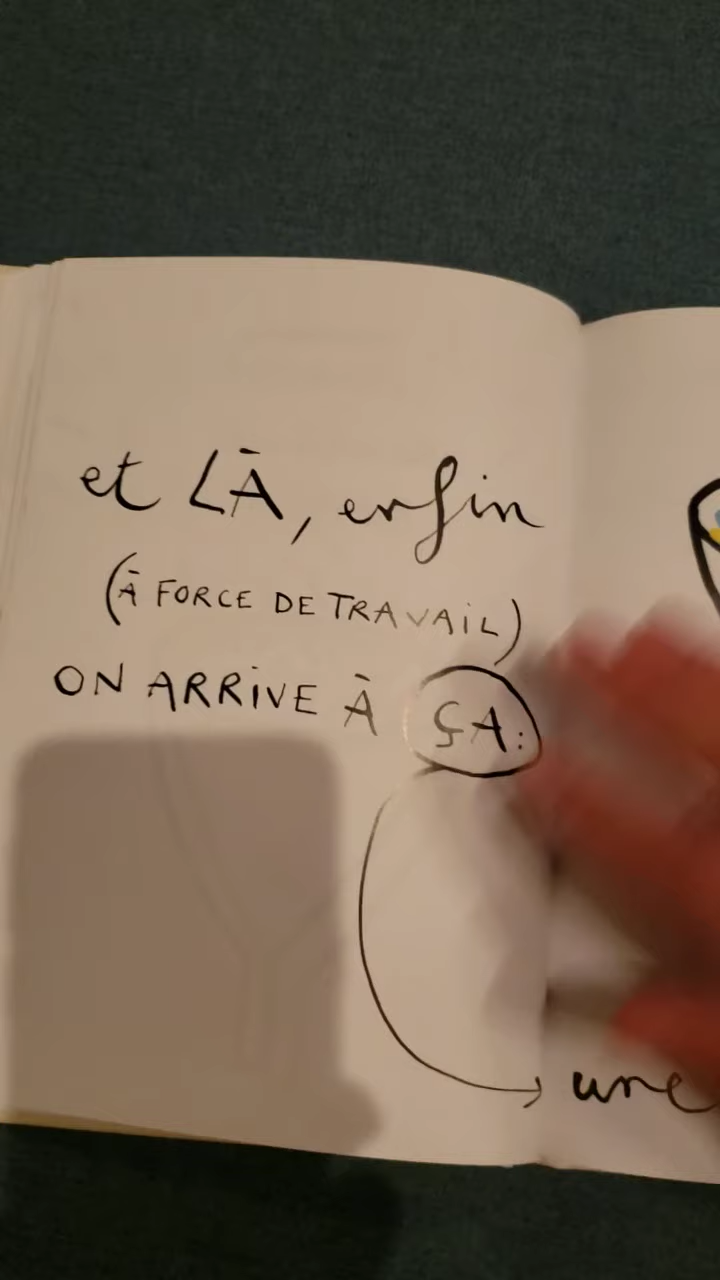 et LÀ, enfin
(À FORCE DE TRAVAIL)
ON ARRIVE À ÇA:
une